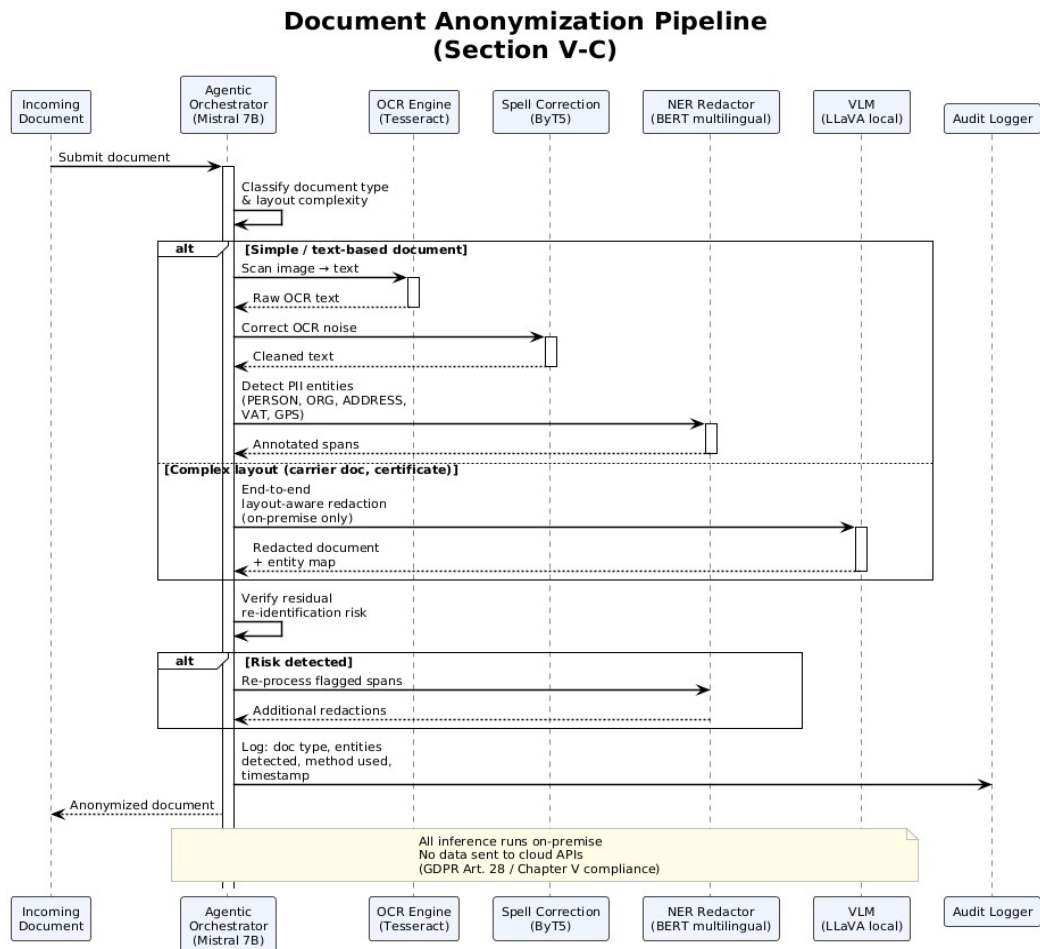 Document Anonymization Pipeline
(Section V-C)
Incoming
Document
Agentic
Orchestrator
(Mistral 7B)
OCR Engine
(Tesseract)
Spell Correction
(ByT5)
NER Redactor
(BERT multilingual)
VLM
(LLaVA local)
Audit Logger
Submit document
Classify document type
& layout complexity
alt
[Simple / text-based document]
Scan image → text
Raw OCR text
Correct OCR noise
Cleaned text
Detect PII entities
(PERSON, ORG, ADDRESS,
VAT, GPS)
Annotated spans
[Complex layout (carrier doc, certificate)]
End-to-end
layout-aware redaction
(on-premise only)
Redacted document
+ entity map
Verify residual
re-identification risk
alt
[Risk detected]
Re-process flagged spans
Additional redactions
Log: doc type, entities
detected, method used,
timestamp
Anonymized document
All inference runs on-premise
No data sent to cloud APIs
(GDPR Art. 28 / Chapter V compliance)
Incoming
Document
Agentic
Orchestrator
(Mistral 7B)
OCR Engine
(Tesseract)
Spell Correction
(ByT5)
NER Redactor
(BERT multilingual)
VLM
(LLaVA local)
Audit Logger